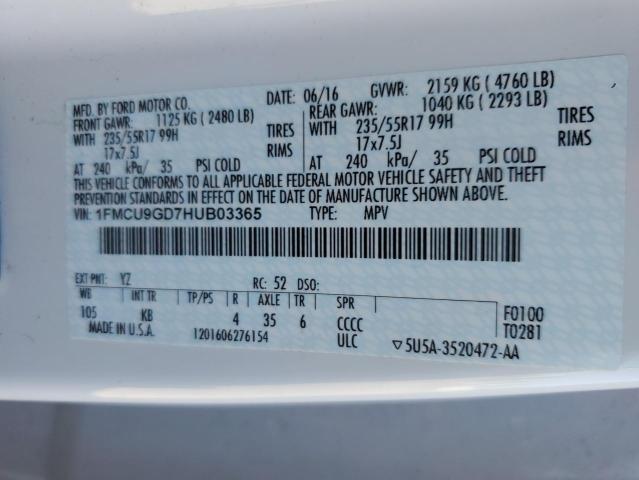 MFD. BY FORD MOTOR CO. DATE: 06/16 GVWR: 2159 KG ( 4760 LB)
FRONT GAWR: 1125 KG ( 2480 LB) REAR GAWR: 1040 KG ( 2293 LB)
WITH 235/55R17 99H TIRES WITH 235/55R17 99H TIRES
17x7.5J RIMS 17x7.5J RIMS
AT 240 kPa/ 35 PSI COLD AT 240 kPa/ 35 PSI COLD
THIS VEHICLE CONFORMS TO ALL APPLICABLE FEDERAL MOTOR VEHICLE SAFETY AND THEFT
PREVENTION STANDARDS IN EFFECT ON THE DATE OF MANUFACTURE SHOWN ABOVE.
VIN: 1FMCU9GD7HUB03365 TYPE: MPV
EXT PNT: YZ RC: 52 DSO:
WB INT TR TP/PS R AXLE TR SPR
105 KB 4 35 6 CCCC F0100
MADE IN U.S.A. 1201606276154 ULC ▽5U5A-3520472-AA T0281